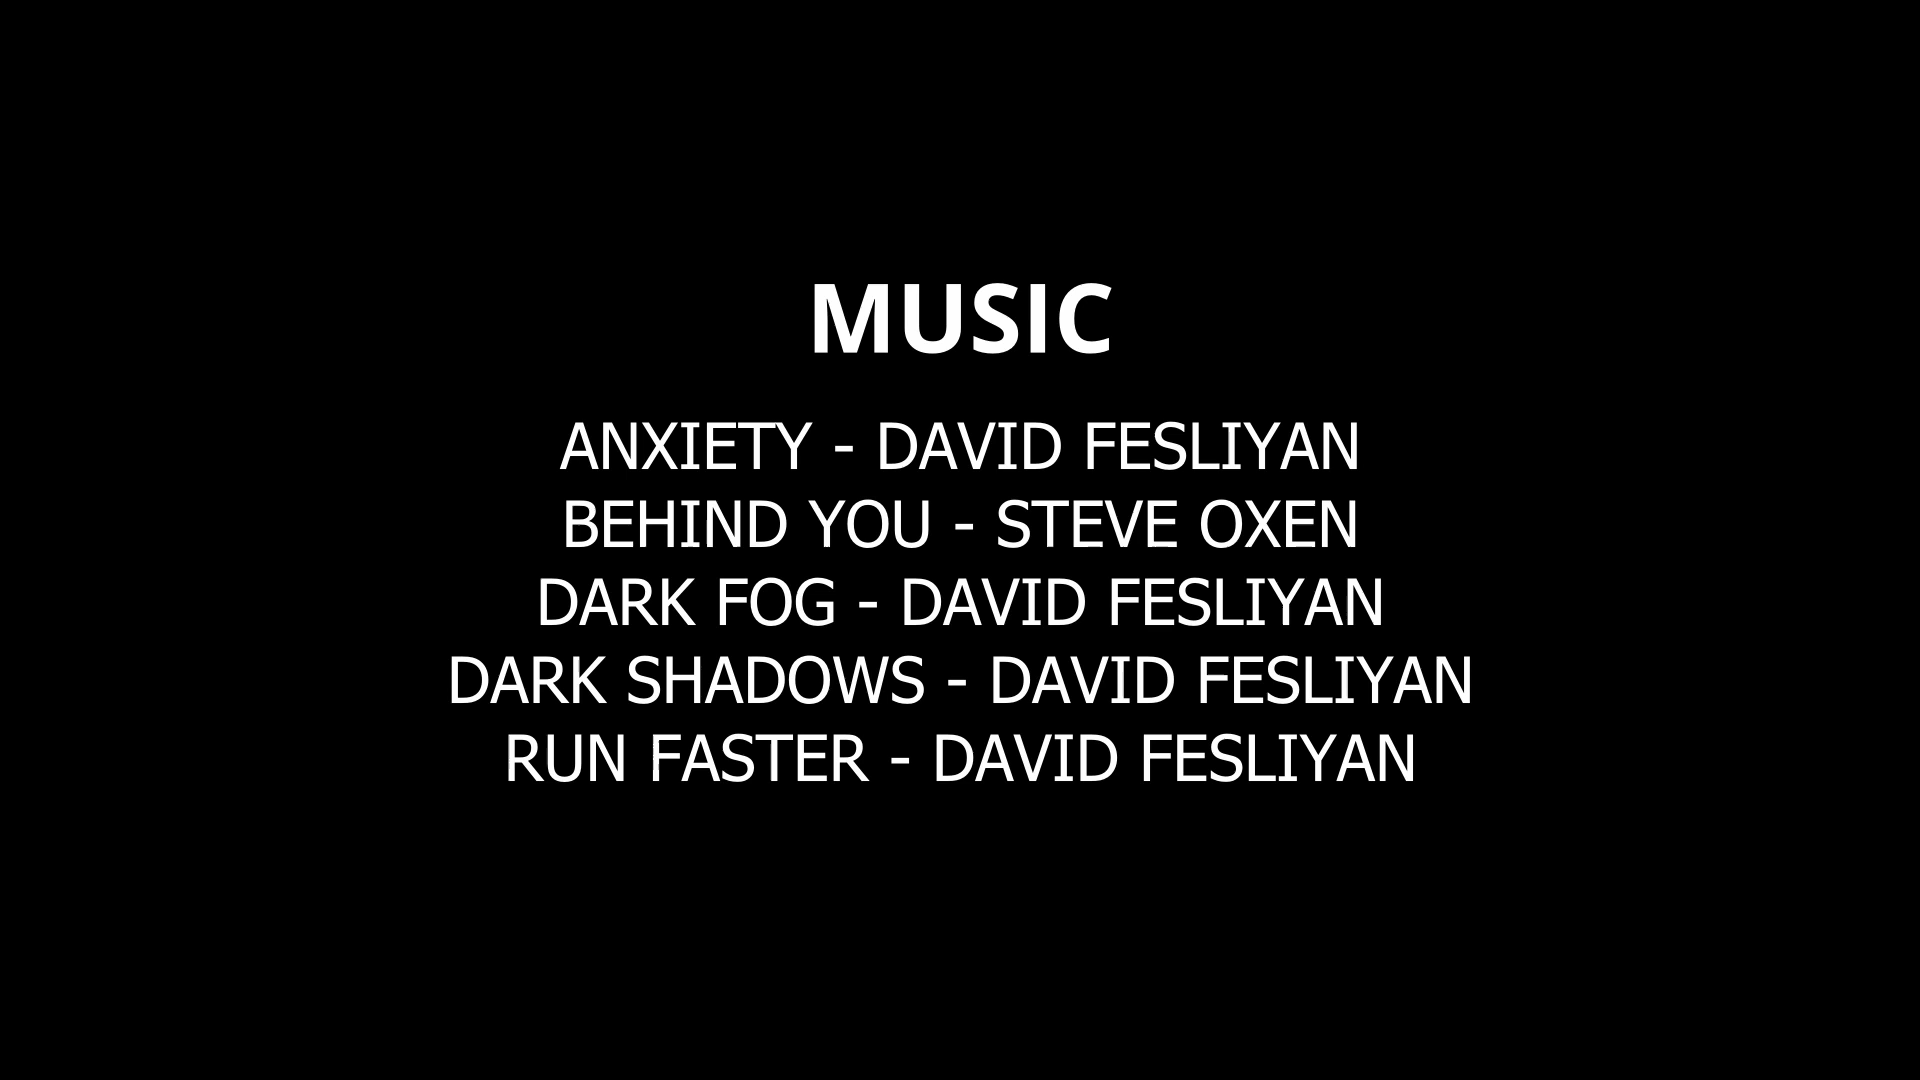 MUSIC
ANXIETY - DAVID FESLIYAN
BEHIND YOU - STEVE OXEN
DARK FOG - DAVID FESLIYAN
DARK SHADOWS - DAVID FESLIYAN
RUN FASTER - DAVID FESLIYAN